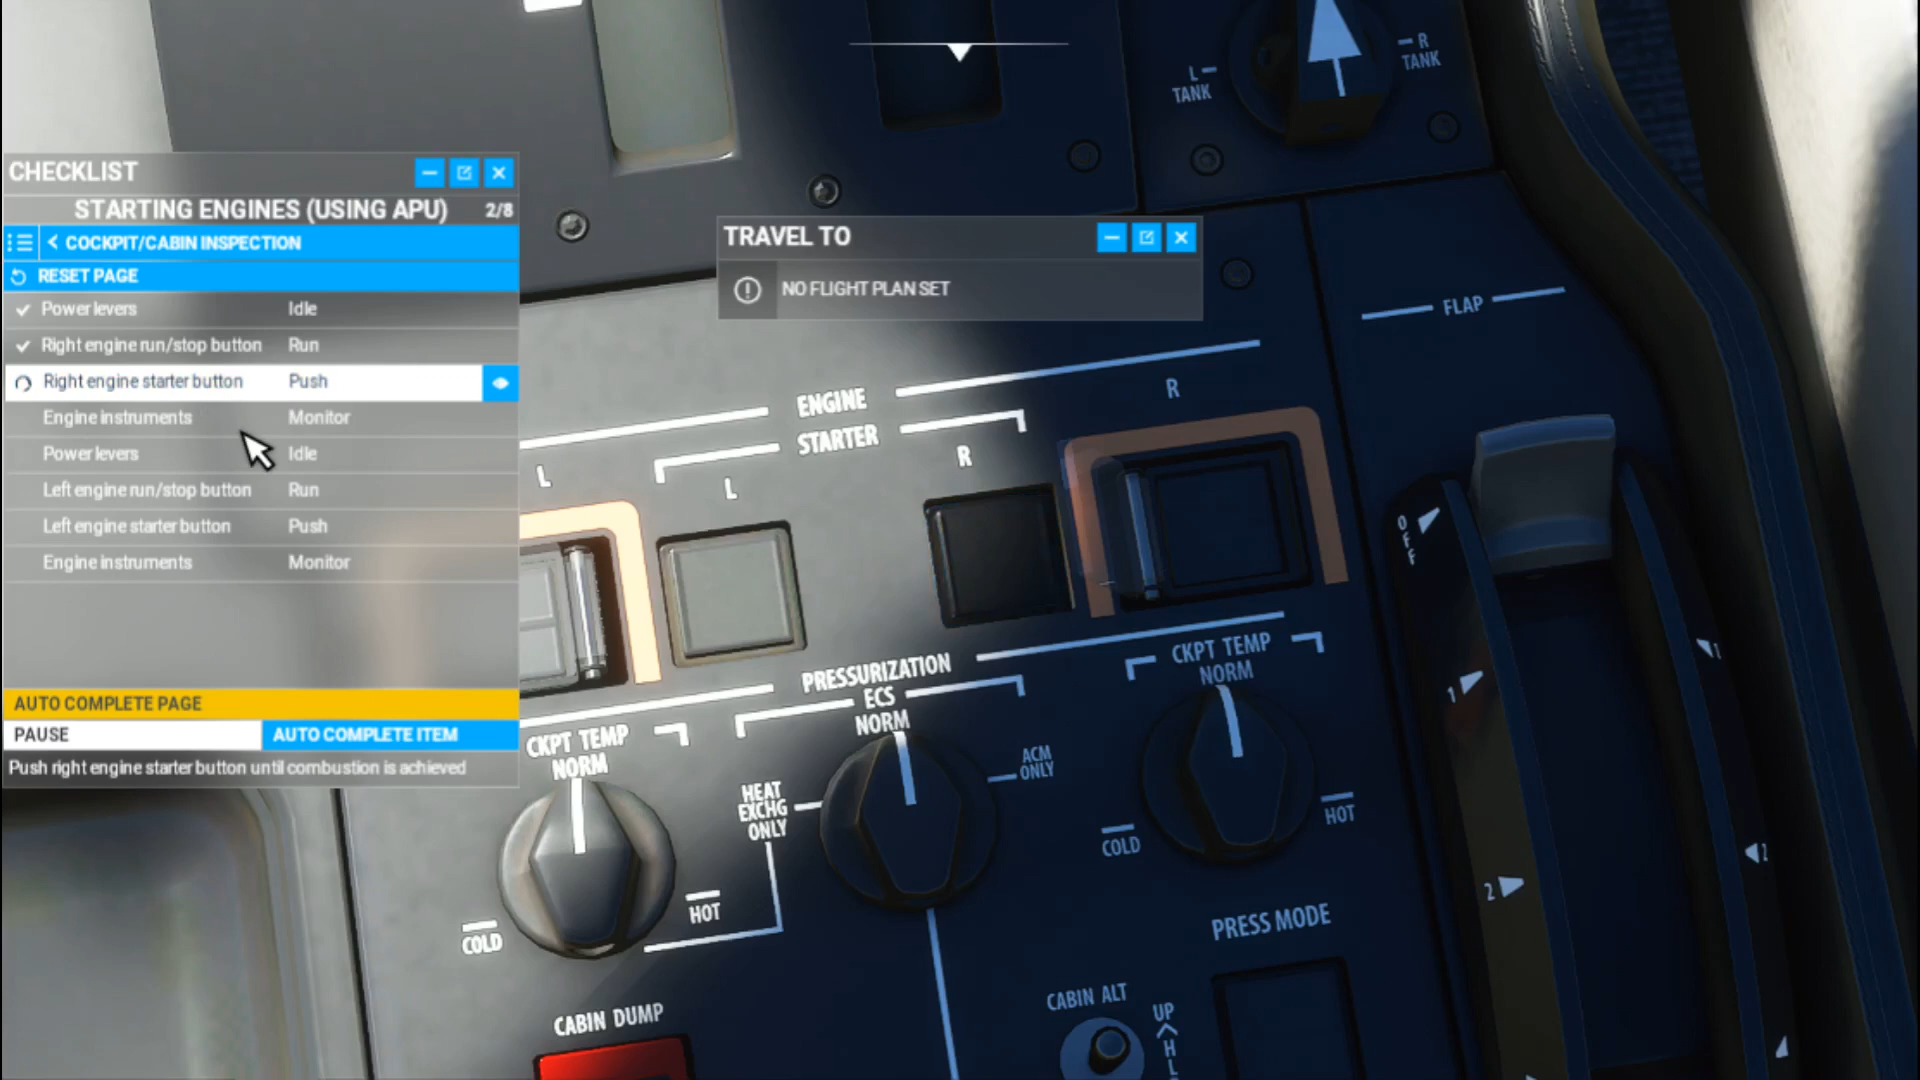 L
TANK
R
TANK
CHECKLIST
STARTING ENGINES (USING APU) 2/8
COCKPIT/CABIN INSPECTION
RESET PAGE
Power levers Idle
Right engine run/stop button Run
Right engine starter button Push
Engine instruments Monitor
Power levers Idle
Left engine run/stop button Run
Left engine starter button Push
Engine instruments Monitor
AUTO COMPLETE PAGE
PAUSE AUTO COMPLETE ITEM
Push right engine starter button until combustion is achieved
TRAVEL TO
NO FLIGHT PLAN SET
FLAP
ENGINE
STARTER
L
L
R
R
OFF
1
2
1
2
PRESSURIZATION
ECS
NORM
CKPT TEMP
NORM
CKPT TEMP
NORM
HEAT
EXCHG
ONLY
ACM
ONLY
COLD
HOT
COLD
HOT
PRESS MODE
CABIN DUMP
CABIN ALT
UP